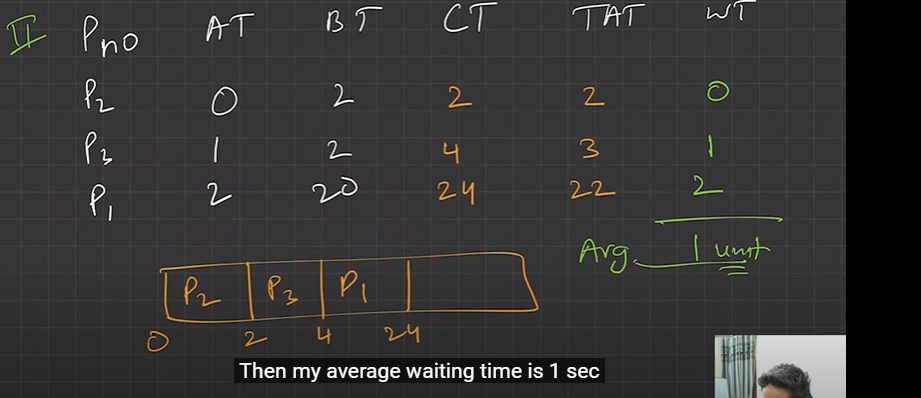 II Pno AT BT CT TAT WT
P2 0 2 2 2 0
P3 1 2 4 3 1
P1 2 20 24 22 2
Avg. 1 unit
P2 P3 P1
0 2 4 24
Then my average waiting time is 1 sec